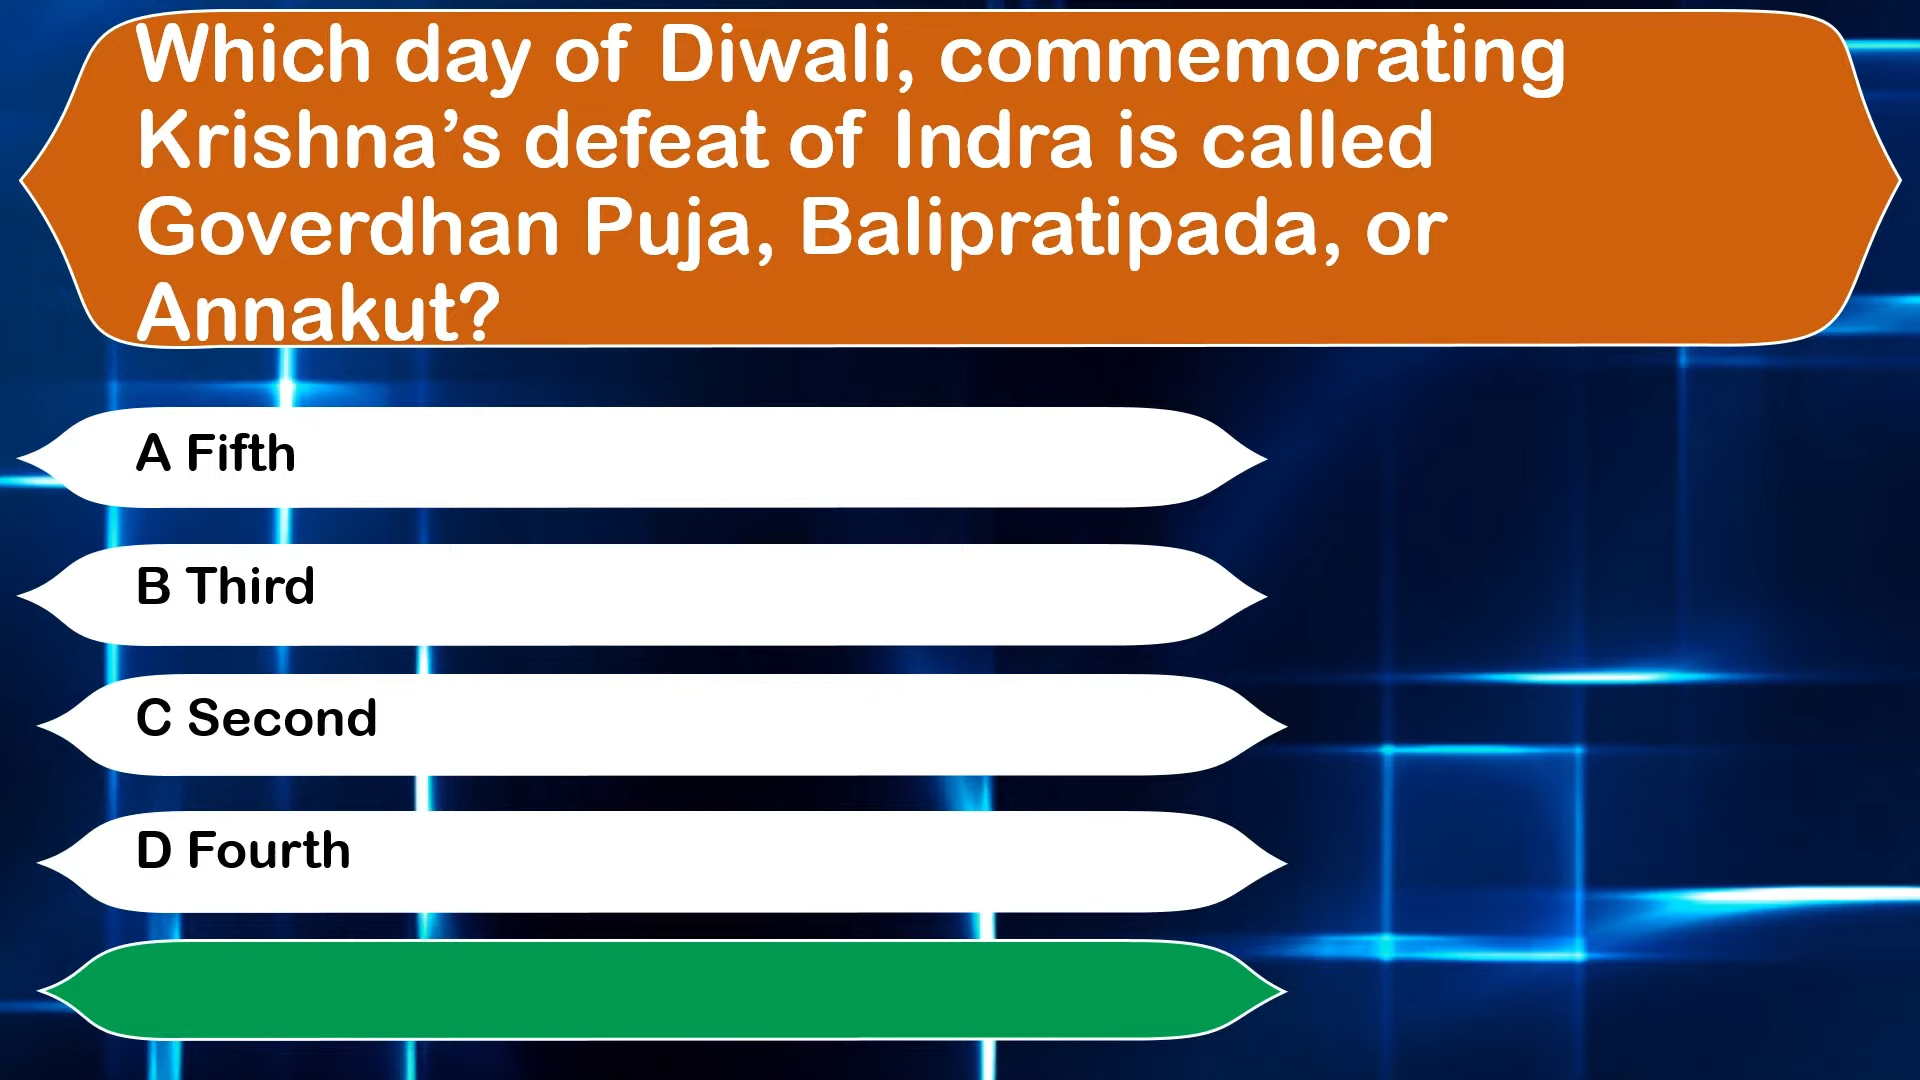 Which day of Diwali, commemorating
Krishna’s defeat of Indra is called
Goverdhan Puja, Balipratipada, or
Annakut?
A Fifth
B Third
C Second
D Fourth